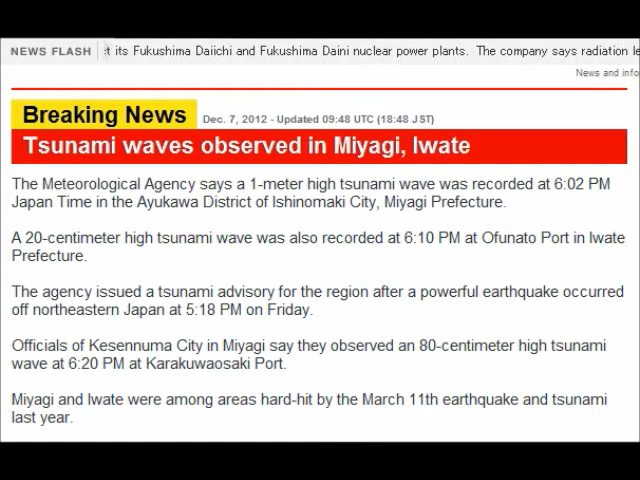 NEWS FLASH its Fukushima Daiichi and Fukushima Daini nuclear power plants. The company says radiation
News and
Breaking News Dec. 7, 2012 - Updated 09:48 UTC (18:48 JST)
Tsunami waves observed in Miyagi, Iwate
The Meteorological Agency says a 1-meter high tsunami wave was recorded at 6:02 PM
Japan Time in the Ayukawa District of Ishinomaki City, Miyagi Prefecture.
A 20-centimeter high tsunami wave was also recorded at 6:10 PM at Ofunato Port in Iwate
Prefecture.
The agency issued a tsunami advisory for the region after a powerful earthquake occurred
off northeastern Japan at 5:18 PM on Friday.
Officials of Kesennuma City in Miyagi say they observed an 80-centimeter high tsunami
wave at 6:20 PM at Karakuwaosaki Port.
Miyagi and Iwate were among areas hard-hit by the March 11th earthquake and tsunami
last year.